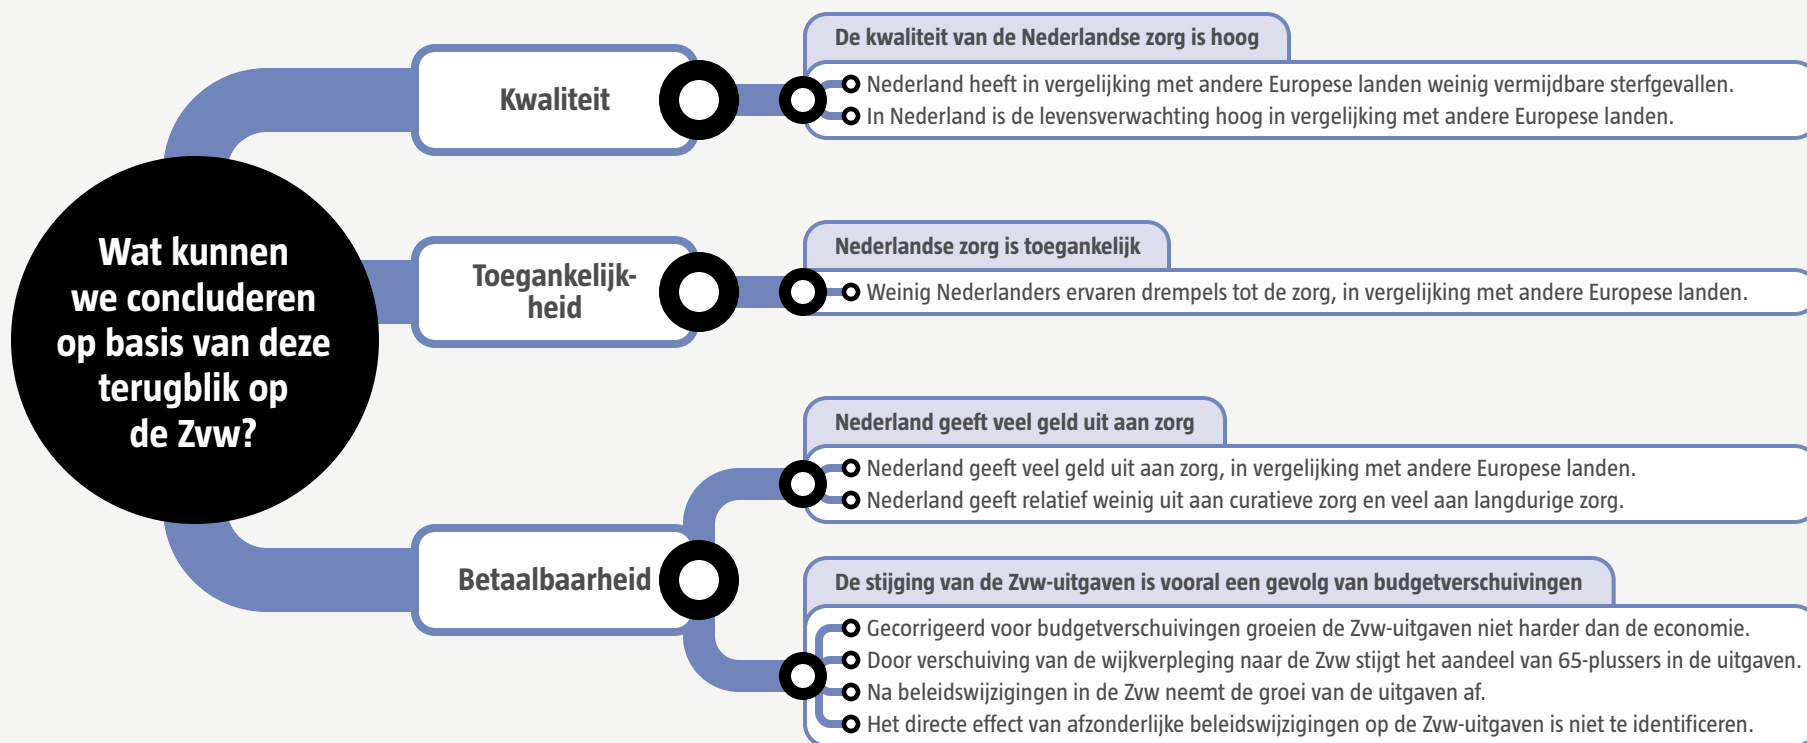 Wat kunnen
we concluderen
op basis van deze
terugblik op
de Zvw?
Kwaliteit
De kwaliteit van de Nederlandse zorg is hoog
Nederland heeft in vergelijking met andere Europese landen weinig vermijdbare sterfgevallen.
In Nederland is de levensverwachting hoog in vergelijking met andere Europese landen.
Toegankelijk-
heid
Nederlandse zorg is toegankelijk
Weinig Nederlanders ervaren drempels tot de zorg, in vergelijking met andere Europese landen.
Betaalbaarheid
Nederland geeft veel geld uit aan zorg
Nederland geeft veel geld uit aan zorg, in vergelijking met andere Europese landen.
Nederland geeft relatief weinig uit aan curatieve zorg en veel aan langdurige zorg.
De stijging van de Zvw-uitgaven is vooral een gevolg van budgetverschuivingen
Gecorrigeerd voor budgetverschuivingen groeien de Zvw-uitgaven niet harder dan de economie.
Door verschuiving van de wijkverpleging naar de Zvw stijgt het aandeel van 65-plussers in de uitgaven.
Na beleidswijzigingen in de Zvw neemt de groei van de uitgaven af.
Het directe effect van afzonderlijke beleidswijzigingen op de Zvw-uitgaven is niet te identificeren.